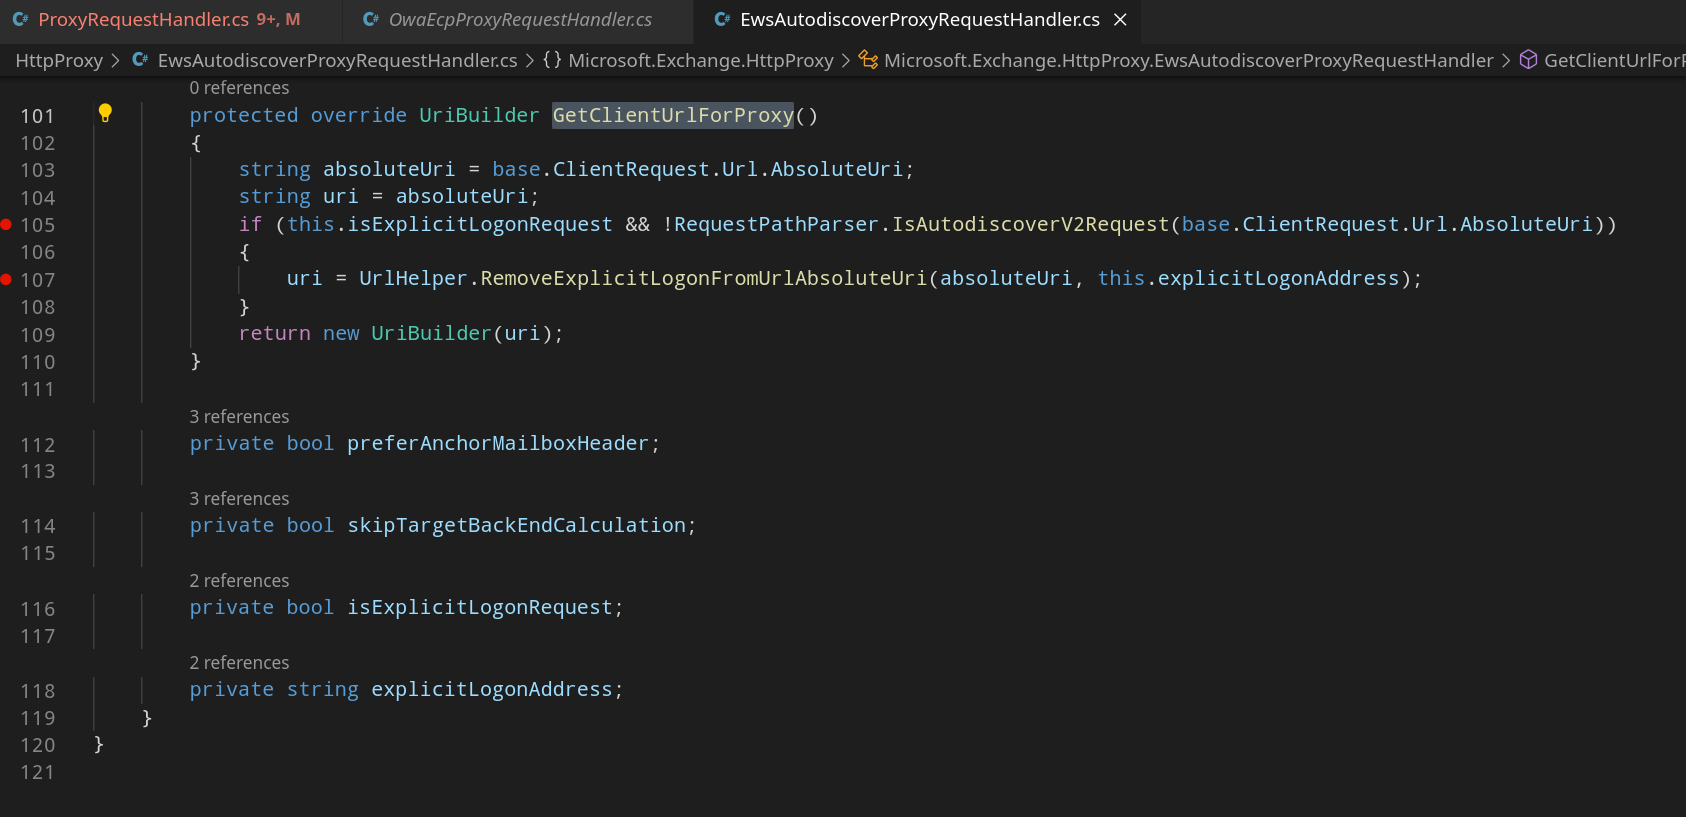 ProxyRequestHandler.cs 9+, M OwaEcpProxyRequestHandler.cs EwsAutodiscoverProxyRequestHandler.cs
HttpProxy > EwsAutodiscoverProxyRequestHandler.cs > {} Microsoft.Exchange.HttpProxy > Microsoft.Exchange.HttpProxy.EwsAutodiscoverProxyRequestHandler > GetClientUrlForP
0 references
101 protected override UriBuilder GetClientUrlForProxy()
102 {
103 string absoluteUri = base.ClientRequest.Url.AbsoluteUri;
104 string uri = absoluteUri;
105 if (this.isExplicitLogonRequest && !RequestPathParser.IsAutodiscoverV2Request(base.ClientRequest.Url.AbsoluteUri))
106 {
107 uri = UrlHelper.RemoveExplicitLogonFromUrlAbsoluteUri(absoluteUri, this.explicitLogonAddress);
108 }
109 return new UriBuilder(uri);
110 }
111
3 references
112 private bool preferAnchorMailboxHeader;
113
3 references
114 private bool skipTargetBackEndCalculation;
115
2 references
116 private bool isExplicitLogonRequest;
117
2 references
118 private string explicitLogonAddress;
119 }
120 }
121